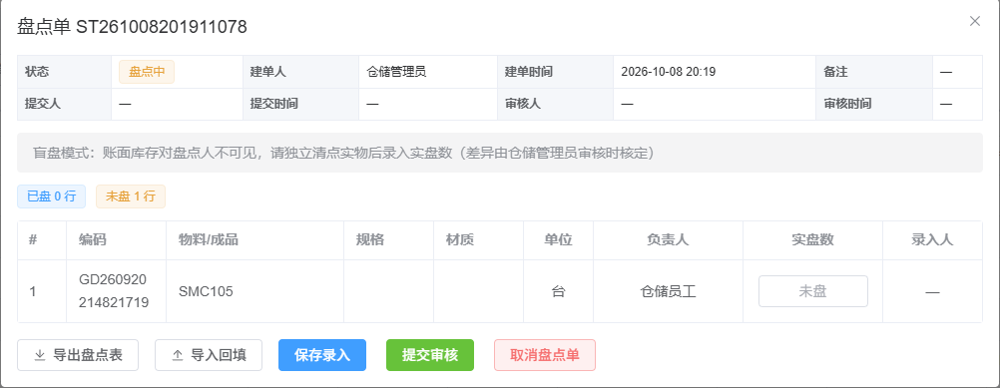 盘点单 ST261008201911078
状态 盘点中 建单人 仓储管理员 建单时间 2026-10-08 20:19 备注 —
提交人 — 提交时间 — 审核人 — 审核时间 —
盲盘模式：账面库存对盘点人不可见，请独立清点实物后录入实盘数（差异由仓储管理员审核时核定）
已盘 0 行 未盘 1 行
# 编码 物料/成品 规格 材质 单位 负责人 实盘数 录入人
1 GD260920214821719 SMC105 台 仓储员工 未盘 —
导出盘点表 导入回填 保存录入 提交审核 取消盘点单